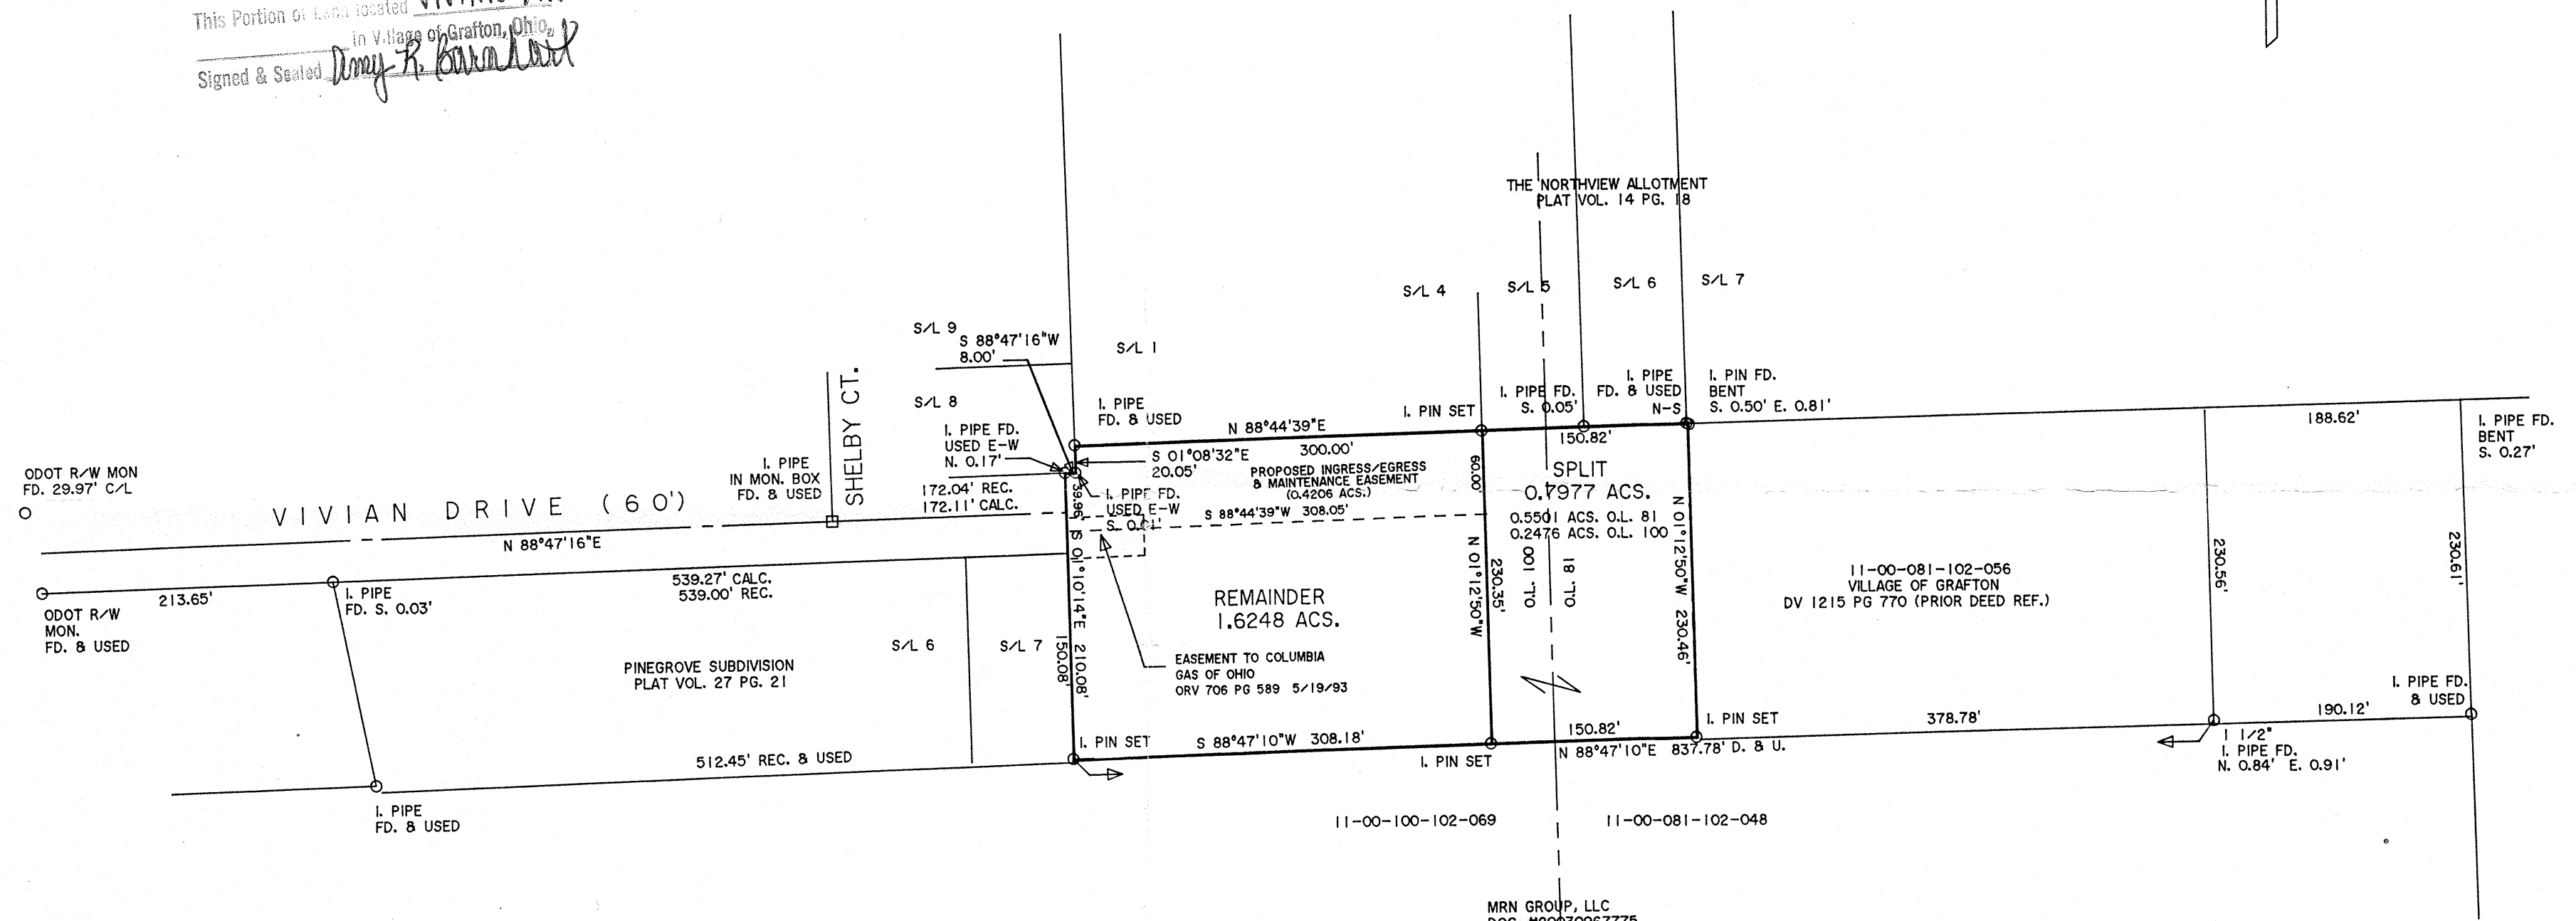 This Portion of Land located
in Village of Grafton, Ohio,
Signed & Sealed Amy R. Barnhart
THE NORTHVIEW ALLOTMENT
PLAT VOL. 14 PG. 18
S/L 4
S/L 5
S/L 6
S/L 7
S/L 9
S 88°47'16"W
8.00'
S/L 1
S/L 8
I. PIPE
FD. & USED
I. PIN SET
I. PIPE FD.
S. 0.05'
I. PIPE
FD. & USED
N-S
I. PIN FD.
BENT
S. 0.50' E. 0.81'
188.62'
I. PIPE FD.
BENT
S. 0.27'
I. PIPE FD.
USED E-W
N. 0.17'
N 88°44'39"E
300.00'
150.82'
S 01°08'32"E
20.05'
PROPOSED INGRESS/EGRESS
& MAINTENANCE EASEMENT
(0.4206 ACS.)
60.00'
SPLIT
0.7977 ACS.
0.5501 ACS. O.L. 81
0.2476 ACS. O.L. 100
ODOT R/W MON
FD. 29.97' C/L
I. PIPE
IN MON. BOX
FD. & USED
SHELBY CT.
172.04' REC.
172.11' CALC.
39.96'
I. PIPE FD.
USED E-W
S. 0.01'
S 88°44'39"W 308.05'
VIVIAN DRIVE (60')
N 88°47'16"E
539.27' CALC.
539.00' REC.
213.65'
I. PIPE
FD. S. 0.03'
ODOT R/W
MON.
FD. & USED
S 01°10'14"E 210.08'
150.08'
REMAINDER
1.6248 ACS.
N 01°12'50"W
230.35'
O.L. 100
O.L. 81
N 01°12'50"W 230.46'
11-00-081-102-056
VILLAGE OF GRAFTON
DV 1215 PG 770 (PRIOR DEED REF.)
230.56'
230.61'
S/L 6
S/L 7
PINEGROVE SUBDIVISION
PLAT VOL. 27 PG. 21
EASEMENT TO COLUMBIA
GAS OF OHIO
ORV 706 PG 589 5/19/93
I. PIPE FD.
& USED
I. PIN SET
S 88°47'10"W 308.18'
150.82'
I. PIN SET
378.78'
190.12'
512.45' REC. & USED
I. PIN SET
N 88°47'10"E 837.78' D. & U.
1 1/2"
I. PIPE FD.
N. 0.84' E. 0.91'
I. PIPE
FD. & USED
11-00-100-102-069
11-00-081-102-048
MRN GROUP, LLC